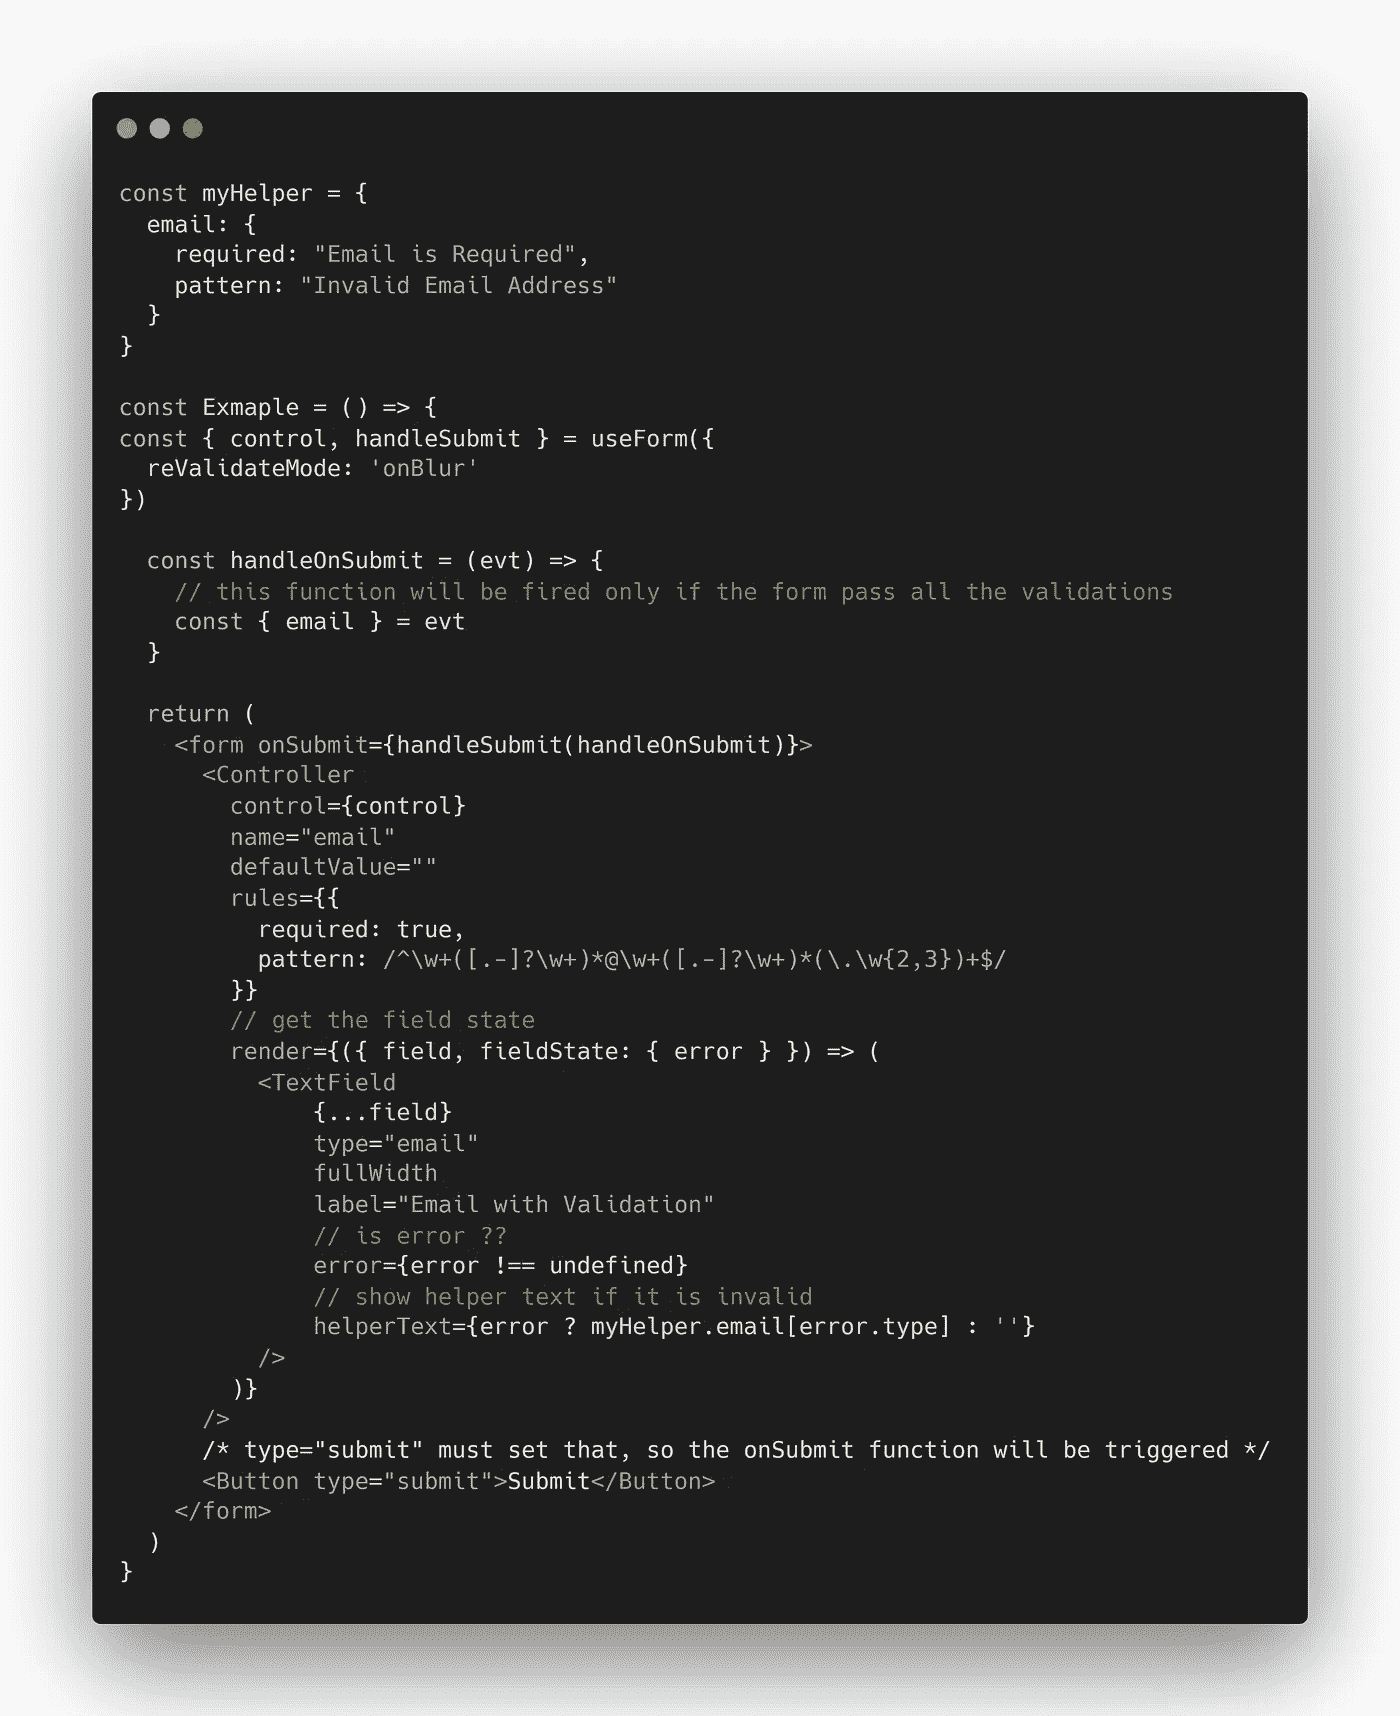 const myHelper = {
  email: {
    required: "Email is Required",
    pattern: "Invalid Email Address"
  }
}

const Exmaple = () => {
const { control, handleSubmit } = useForm({
  reValidateMode: 'onBlur'
})

  const handleOnSubmit = (evt) => {
    // this function will be fired only if the form pass all the validations
    const { email } = evt
  }

  return (
    <form onSubmit={handleSubmit(handleOnSubmit)}>
      <Controller
        control={control}
        name="email"
        defaultValue=""
        rules={{
          required: true,
          pattern: /^\w+([.-]?\w+)*@\w+([.-]?\w+)*(\.\w{2,3})+$/
        }}
        // get the field state
        render={({ field, fieldState: { error } }) => (
          <TextField
              {...field}
              type="email"
              fullWidth
              label="Email with Validation"
              // is error ??
              error={error !== undefined}
              // show helper text if it is invalid
              helperText={error ? myHelper.email[error.type] : ''}
          />
        )}
      />
      /* type="submit" must set that, so the onSubmit function will be triggered */
      <Button type="submit">Submit</Button>
    </form>
  )
}